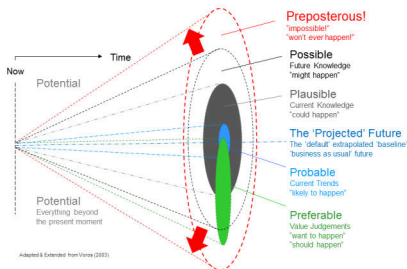 Preposterous!
"impossible!"
"won't ever happen!"
Time
Now
Potential
Possible
Future Knowledge
"might happen"
Plausible
Current Knowledge
"could happen"
The 'Projected' Future
The 'default' extrapolated 'baseline'
'business as usual' future
Probable
Current Trends
"likely to happen"
Potential
Everything beyond
the present moment
Preferable
Value Judgements
"want to happen"
"should happen"
Adapted & Extended from Voros (2003)